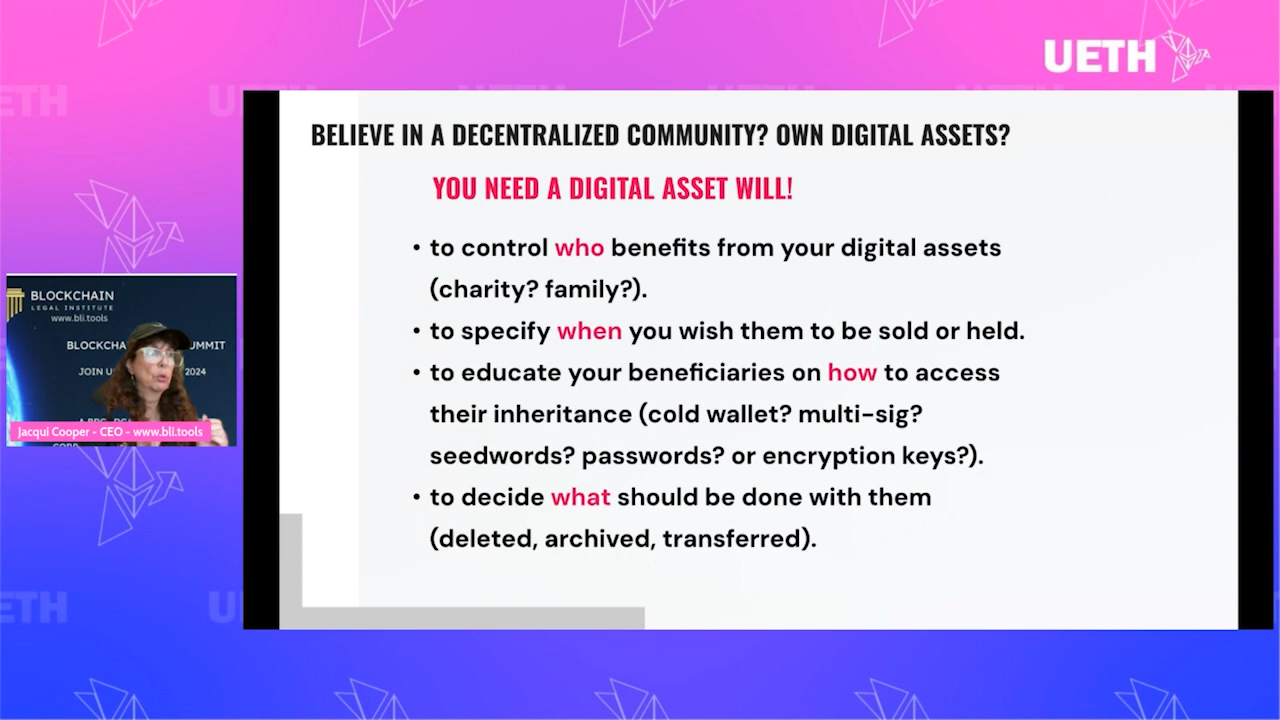 UETH
BELIEVE IN A DECENTRALIZED COMMUNITY? OWN DIGITAL ASSETS?
YOU NEED A DIGITAL ASSET WILL!
• to control who benefits from your digital assets
(charity? family?).
• to specify when you wish them to be sold or held.
• to educate your beneficiaries on how to access
their inheritance (cold wallet? multi-sig?
seedwords? passwords? or encryption keys?).
• to decide what should be done with them
(deleted, archived, transferred).
BLOCKCHAIN
LEGAL INSTITUTE
www.bli.tools
2024
Jacqui Cooper - CEO - www.bli.tools
UETH
UETH